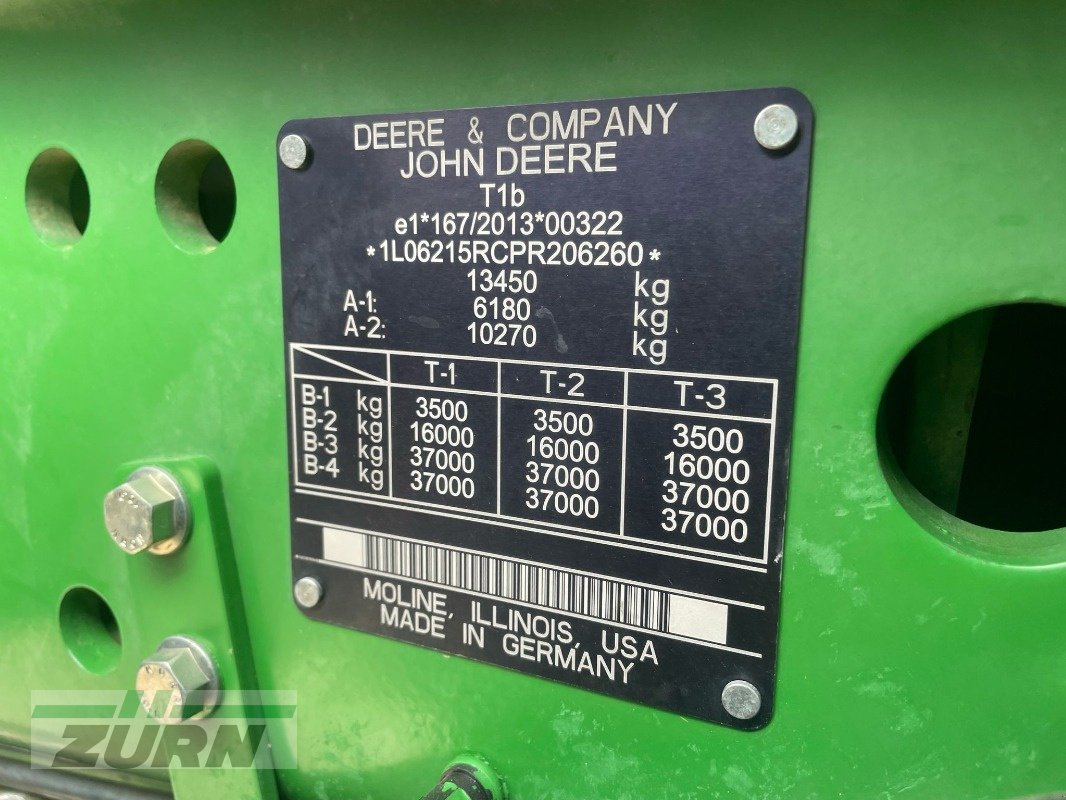 DEERE & COMPANY
JOHN DEERE
T1b
e1*167/2013*00322
*1L06215RCPR206260*
13450 kg
A-1: 6180 kg
A-2: 10270 kg
T-1 T-2 T-3
B-1 kg 3500 3500 3500
B-2 kg 16000 16000 16000
B-3 kg 37000 37000 37000
B-4 kg 37000 37000 37000
MOLINE, ILLINOIS, USA
MADE IN GERMANY
ZÜRN